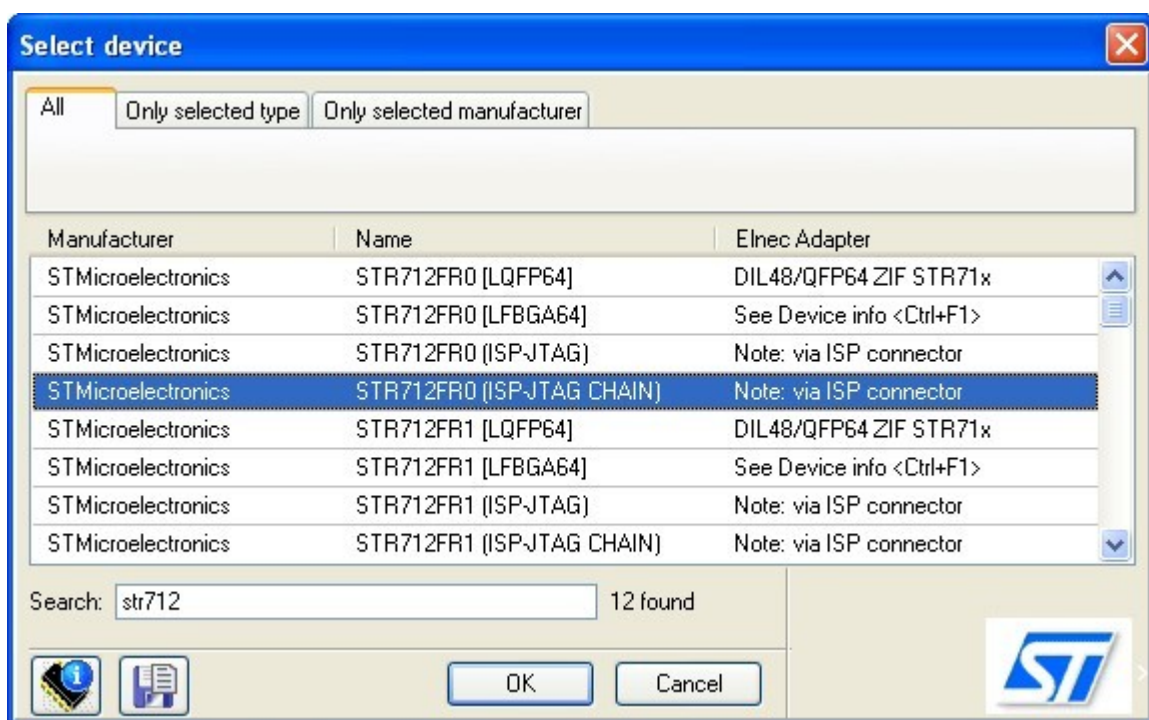 Select device
All Only selected type Only selected manufacturer
Manufacturer Name Elnec Adapter
STMicroelectronics STR712FR0 [LQFP64] DIL48/QFP64 ZIF STR71x
STMicroelectronics STR712FR0 [LFBGA64] See Device info <Ctrl+F1>
STMicroelectronics STR712FR0 (ISP-JTAG) Note: via ISP connector
STMicroelectronics STR712FR0 (ISP-JTAG CHAIN) Note: via ISP connector
STMicroelectronics STR712FR1 [LQFP64] DIL48/QFP64 ZIF STR71x
STMicroelectronics STR712FR1 [LFBGA64] See Device info <Ctrl+F1>
STMicroelectronics STR712FR1 (ISP-JTAG) Note: via ISP connector
STMicroelectronics STR712FR1 (ISP-JTAG CHAIN) Note: via ISP connector
Search: str712 12 found
OK Cancel
ST